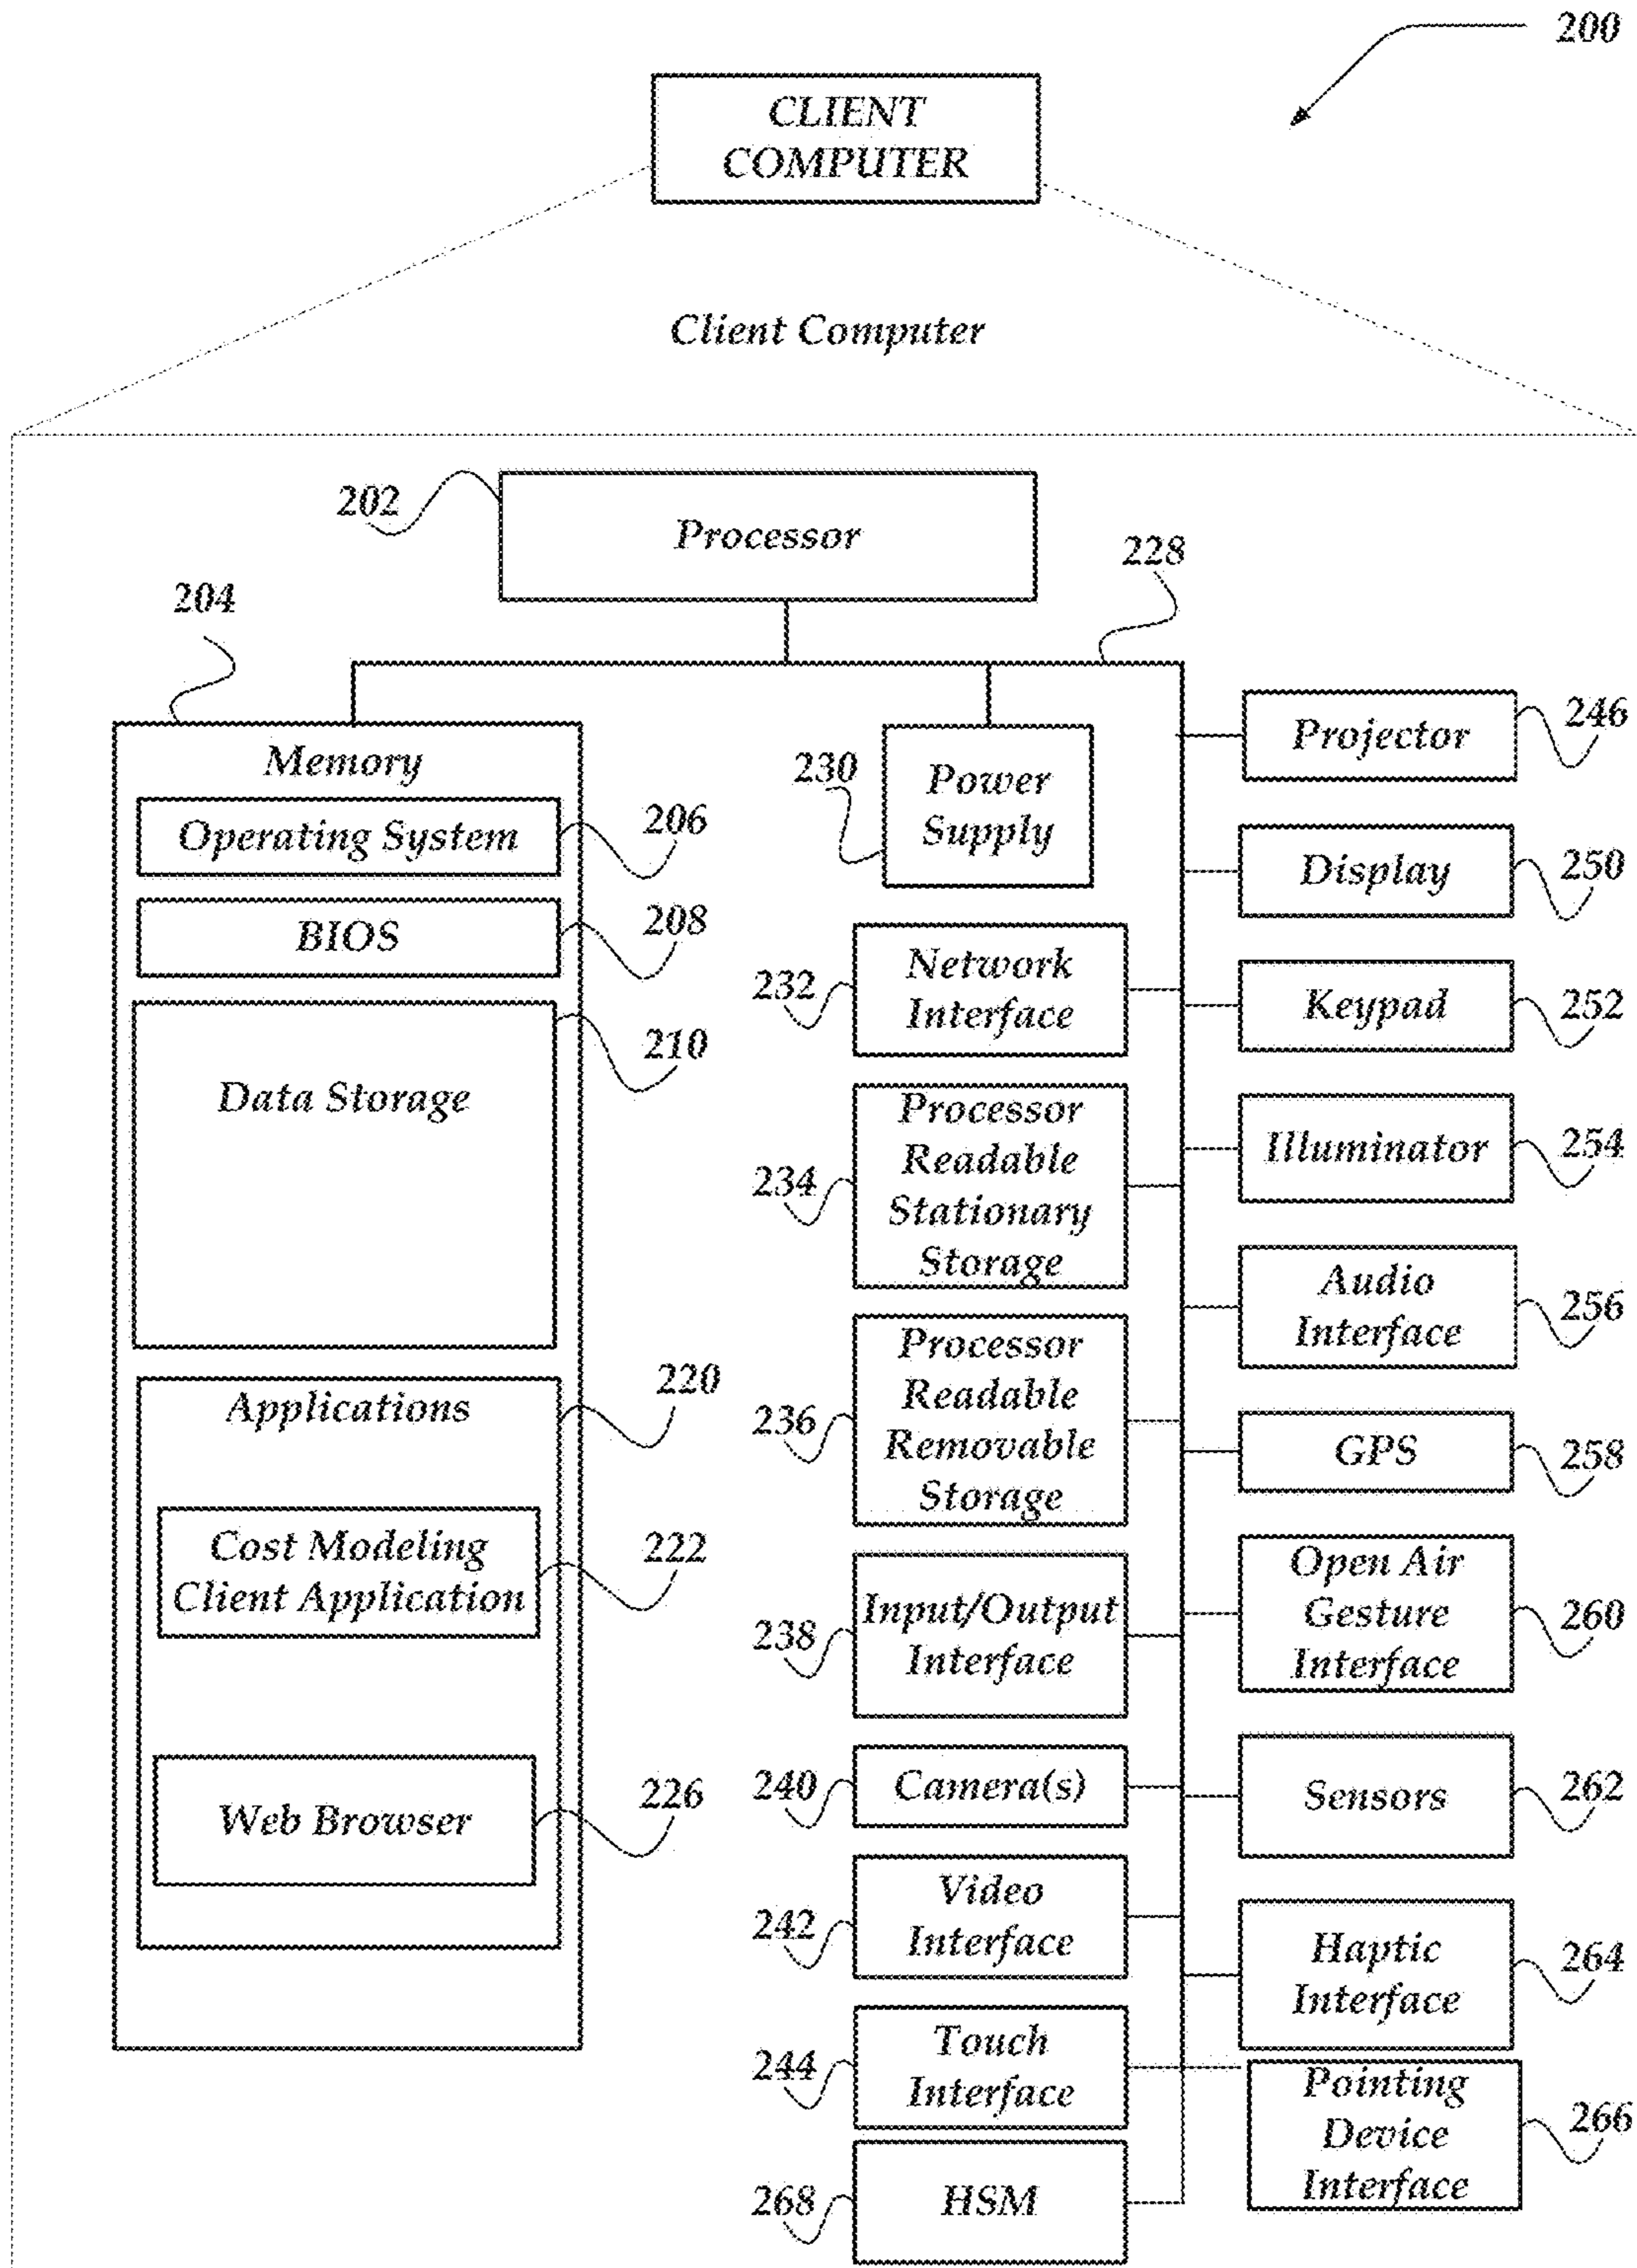 200
CLIENT
COMPUTER
Client Computer
202
Processor
228
204
Memory
Operating System
206
BIOS
208
210
Data Storage
Applications
220
Cost Modeling
Client Application
222
Web Browser
226
230
Power
Supply
232
Network
Interface
234
Processor
Readable
Stationary
Storage
236
Processor
Readable
Removable
Storage
238
Input/Output
Interface
240
Camera(s)
242
Video
Interface
244
Touch
Interface
268
HSM
Projector
246
Display
250
Keypad
252
Illuminator
254
Audio
Interface
256
GPS
258
Open Air
Gesture
Interface
260
Sensors
262
Haptic
Interface
264
Pointing
Device
Interface
266